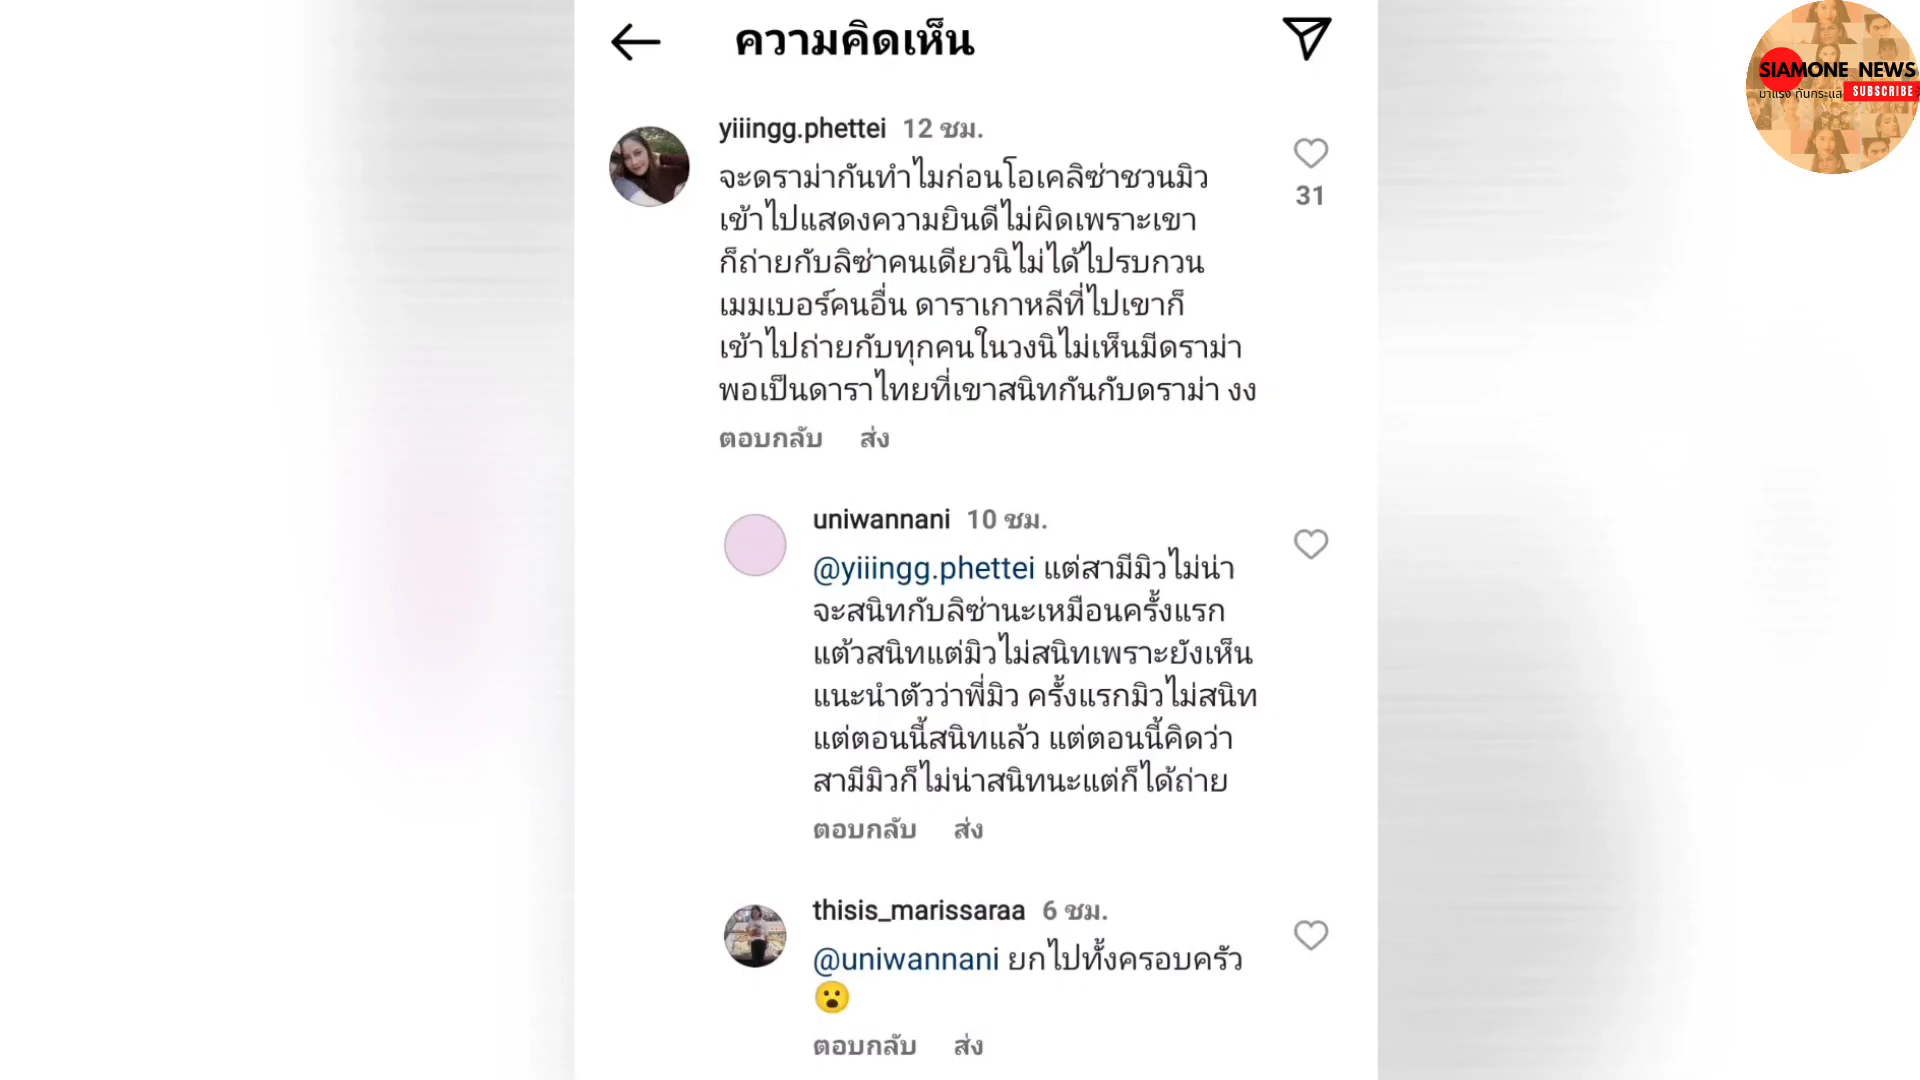 ความคิดเห็น
SIAMONE NEWS
มาแรง ทันกระแส
SUBSCRIBE
yiiingg.phettei 12 ชม.
จะดราม่ากันทำไมก่อนโอเคลิซ่าชวนมิว
เข้าไปแสดงความยินดีไม่ผิดเพราะเขา
ก็ถ่ายกับลิซ่าคนเดียวนิไม่ได้ไปรบกวน
เมมเบอร์คนอื่น ดาราเกาหลีที่ไปเขาก็
เข้าไปถ่ายกับทุกคนในวงนิไม่เห็นมีดราม่า
พอเป็นดาราไทยที่เขาสนิทกันกับดราม่า งง
31
ตอบกลับ ส่ง
uniwannani 10 ชม.
@yiiingg.phettei แต่สามีมิวไม่น่า
จะสนิทกับลิซ่านะเหมือนครั้งแรก
แต้วสนิทแต่มิวไม่สนิทเพราะยังเห็น
แนะนำตัวว่าพี่มิว ครั้งแรกมิวไม่สนิท
แต่ตอนนี้สนิทแล้ว แต่ตอนนี้คิดว่า
สามีมิวก็ไม่น่าสนิทนะแต่ก็ได้ถ่าย
ตอบกลับ ส่ง
thisis_marissaraa 6 ชม.
@uniwannani ยกไปทั้งครอบครัว
😮
ตอบกลับ ส่ง